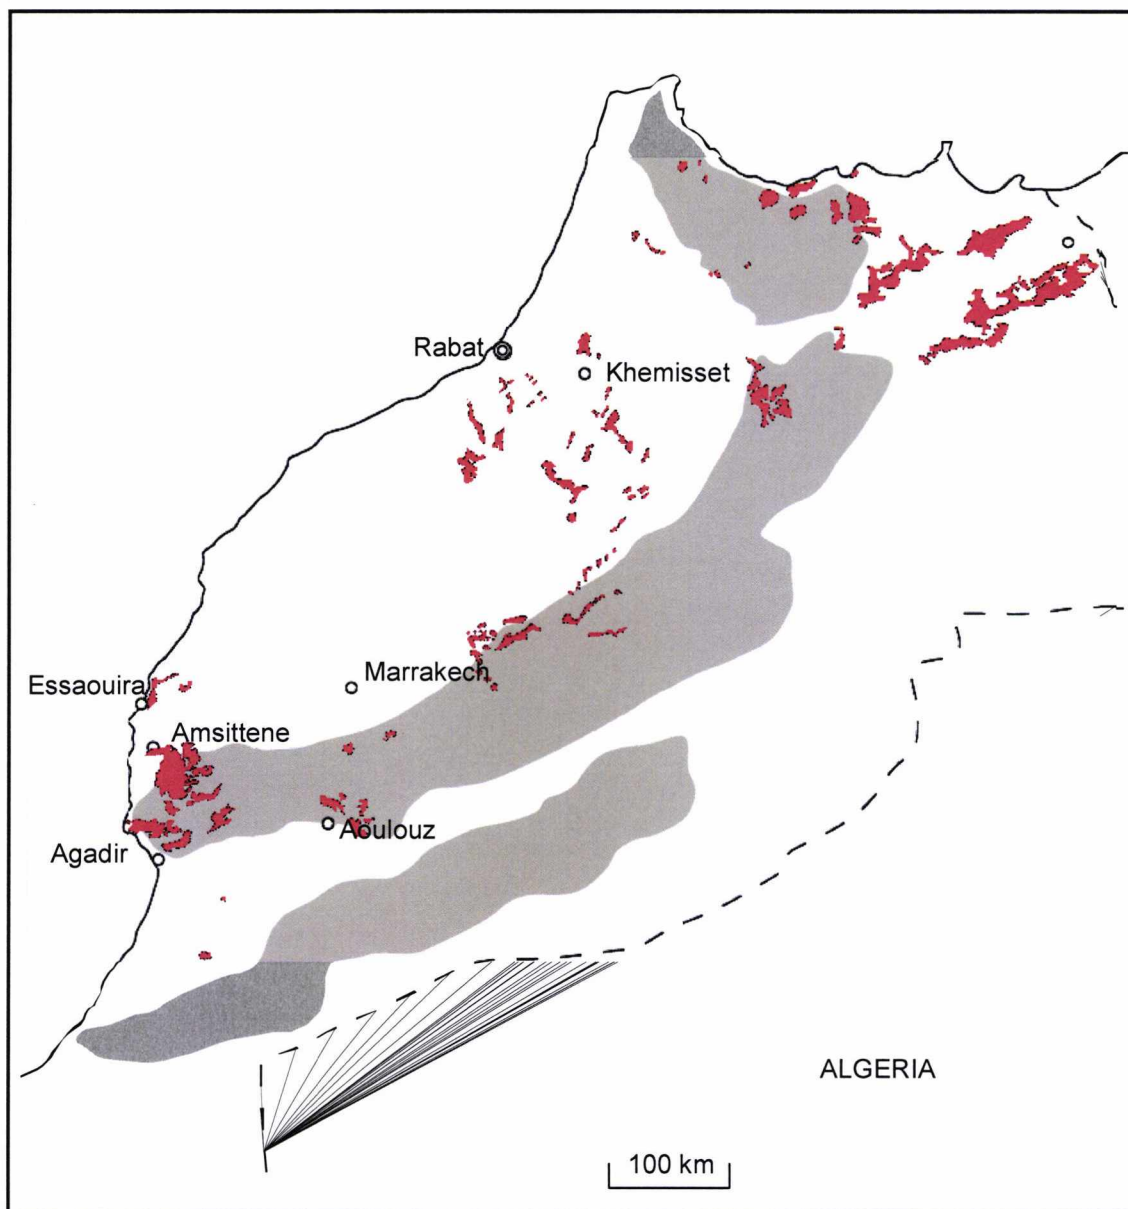 Rabat
Khemisset
Marrakech
Essaouira
Amsittene
Aoulouz
Agadir
ALGERIA
100 km